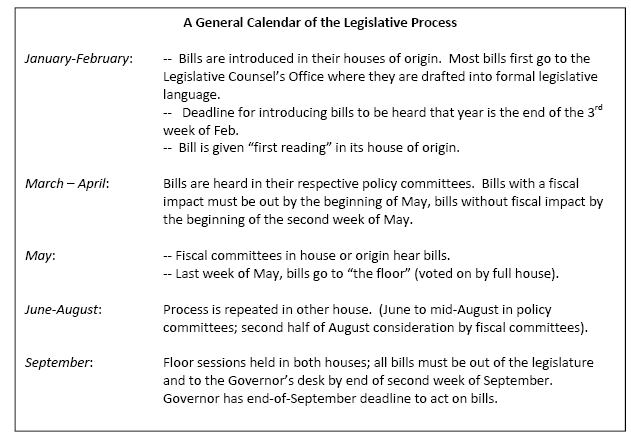 A General Calendar of the Legislative Process
January-February: -- Bills are introduced in their houses of origin. Most bills first go to the
Legislative Counsel's Office where they are drafted into formal legislative
language.
-- Deadline for introducing bills to be heard that year is the end of the 3rd
week of Feb.
-- Bill is given "first reading" in its house of origin.
March – April: Bills are heard in their respective policy committees. Bills with a fiscal
impact must be out by the beginning of May, bills without fiscal impact by
the beginning of the second week of May.
May: -- Fiscal committees in house or origin hear bills.
-- Last week of May, bills go to "the floor" (voted on by full house).
June-August: Process is repeated in other house. (June to mid-August in policy
committees; second half of August consideration by fiscal committees).
September: Floor sessions held in both houses; all bills must be out of the legislature
and to the Governor's desk by end of second week of September.
Governor has end-of-September deadline to act on bills.